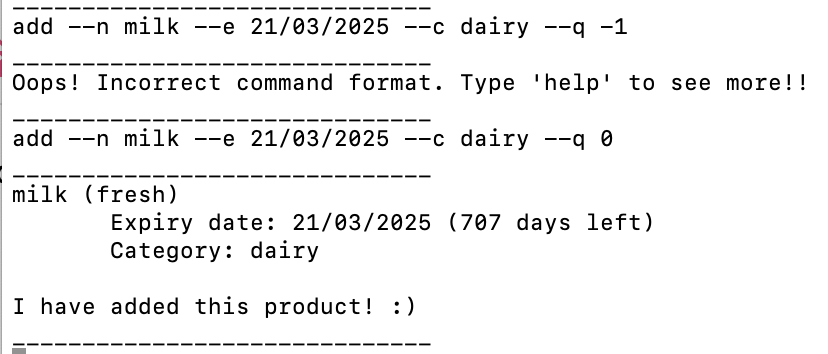 ______________________________
add --n milk --e 21/03/2025 --c dairy --q -1
______________________________
Oops! Incorrect command format. Type 'help' to see more!!
______________________________
add --n milk --e 21/03/2025 --c dairy --q 0
______________________________
milk (fresh)
       Expiry date: 21/03/2025 (707 days left)
       Category: dairy

I have added this product! :)
______________________________